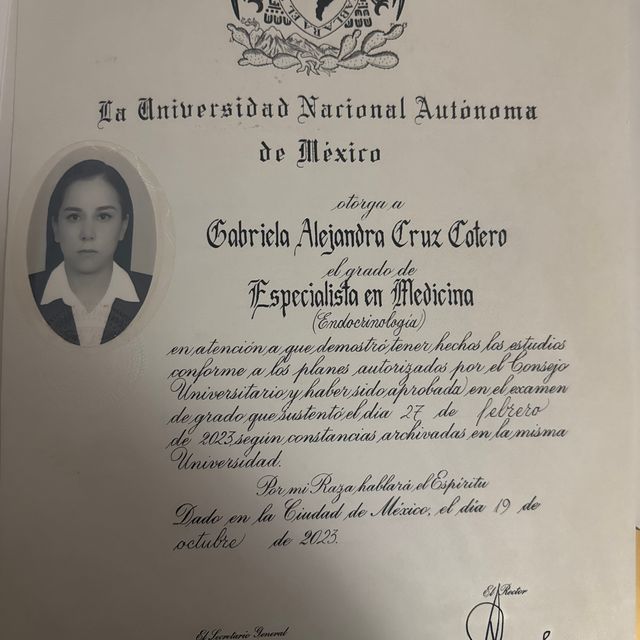 ABLARA EL
La Universidad Nacional Autónoma
de México
otorga a
Gabriela Alejandra Cruz Cotero
el grado de
Especialista en Medicina
(Endocrinología)
en atención a que demostró tener hechos los estudios
conforme a los planes autorizados por el Consejo
Universitario y haber sido aprobada en el examen
de grado que sustentó el día 27 de febrero
de 2023 según constancias archivadas en la misma
Universidad.
Por mi Raza hablará el Espíritu
Dado en la Ciudad de México, el día 19 de
octubre de 2023.
El Rector
El Secretario General